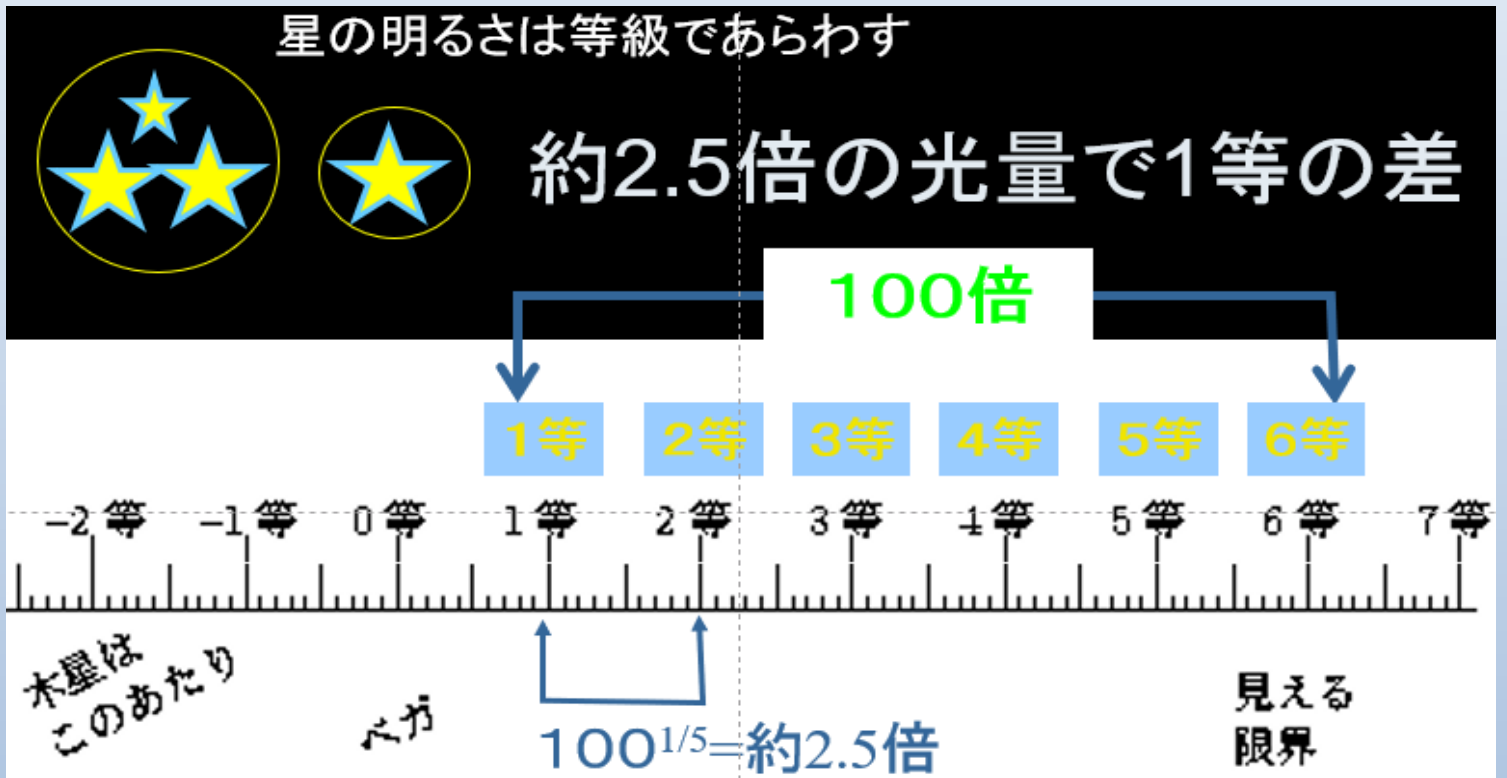 星の明るさは等級であらわす
約2.5倍の光量で1等の差
100倍
1等 2等 3等 4等 5等 6等
-2等 -1等 0等 1等 2等 3等 4等 5等 6等 7等
木星は
このあたり
ベガ
見える
限界
100^1/5=約2.5倍